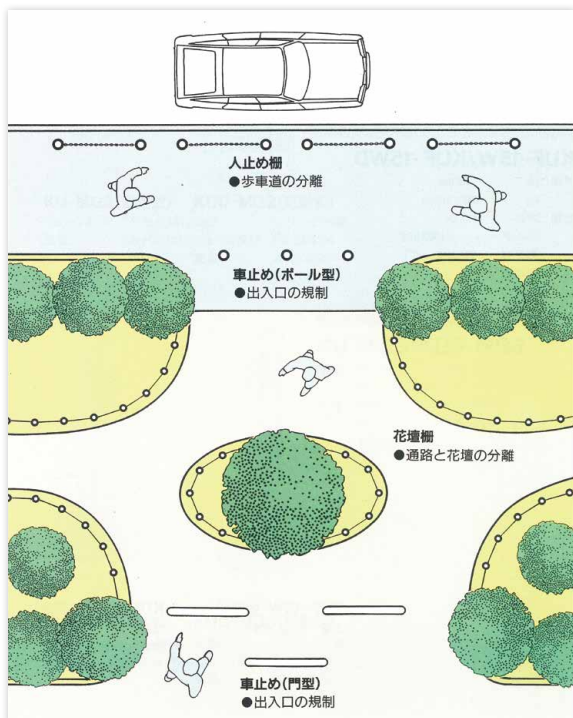 人止め柵
●歩車道の分離
車止め（ポール型）
●出入口の規制
花壇柵
●通路と花壇の分離
車止め（門型）
●出入口の規制